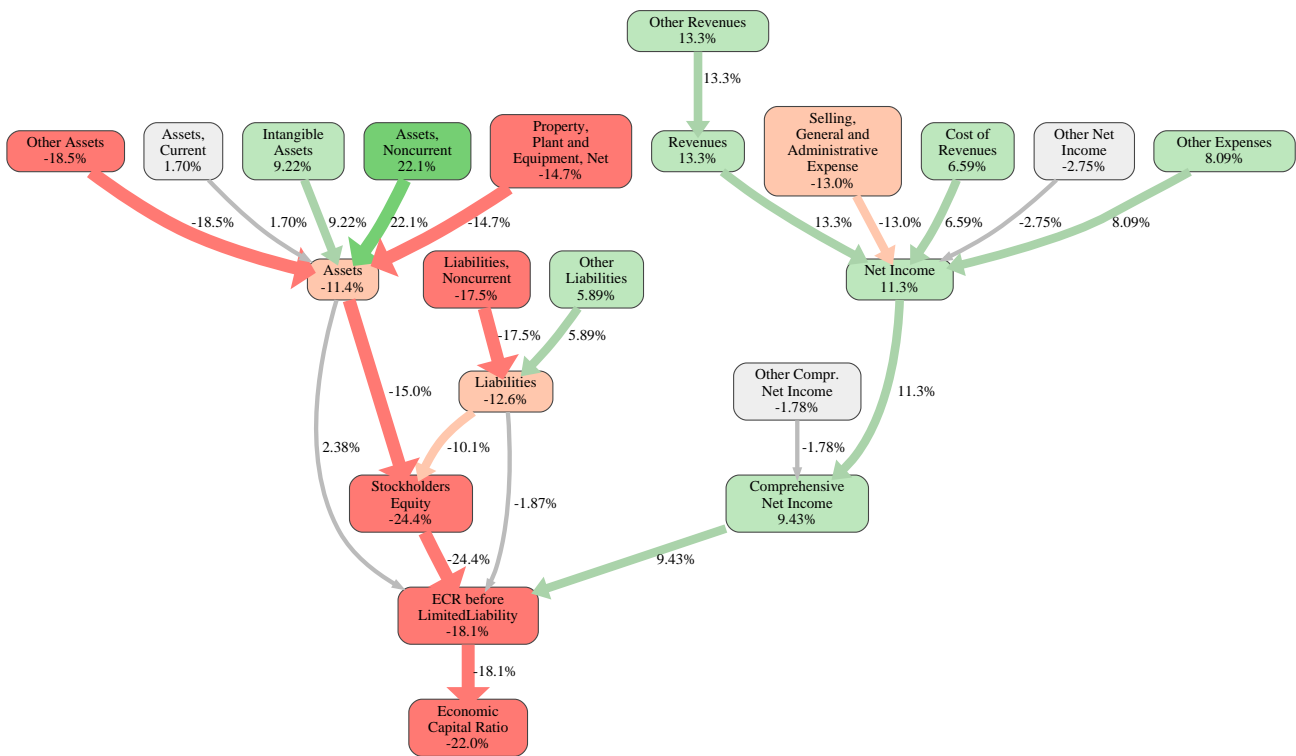 Other Revenues
13.3%
13.3%
Other Assets
-18.5%
Assets,
Current
1.70%
Intangible
Assets
9.22%
Assets,
Noncurrent
22.1%
Property,
Plant and
Equipment, Net
-14.7%
Revenues
13.3%
Selling,
General and
Administrative
Expense
-13.0%
Cost of
Revenues
6.59%
Other Net
Income
-2.75%
Other Expenses
8.09%
-18.5%
1.70%
9.22%
22.1%
-14.7%
13.3%
-13.0%
6.59%
-2.75%
8.09%
Assets
-11.4%
Liabilities,
Noncurrent
-17.5%
Other
Liabilities
5.89%
Net Income
11.3%
-17.5%
5.89%
-15.0%
Liabilities
-12.6%
Other Compr.
Net Income
-1.78%
11.3%
2.38%
-10.1%
-1.87%
-1.78%
Stockholders
Equity
-24.4%
Comprehensive
Net Income
9.43%
-24.4%
9.43%
ECR before
LimitedLiability
-18.1%
-18.1%
Economic
Capital Ratio
-22.0%